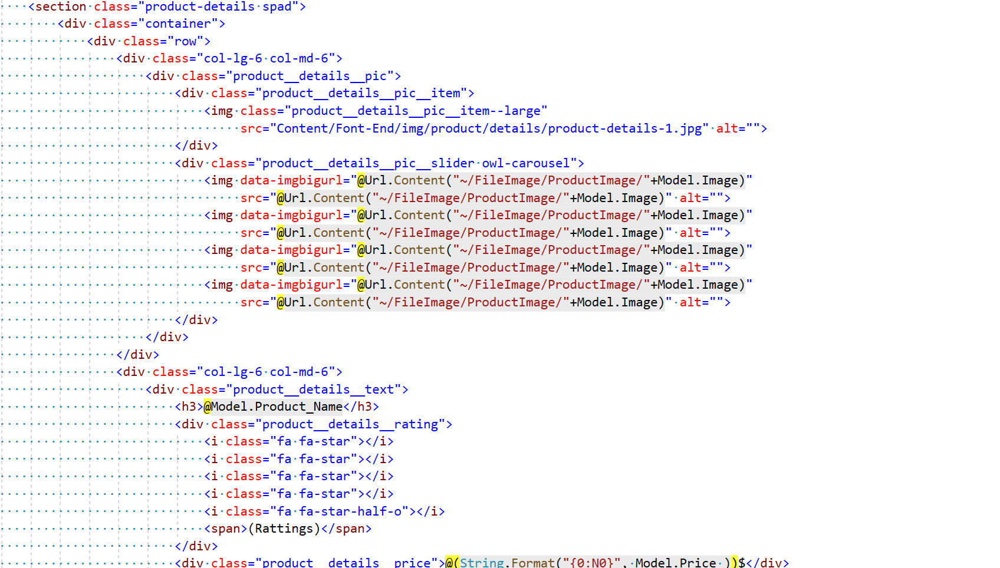 <section class="product-details spad">
<div class="container">
<div class="row">
<div class="col-lg-6 col-md-6">
<div class="product__details__pic">
<div class="product__details__pic__item">
<img class="product__details__pic__item--large"
src="Content/Font-End/img/product/details/product-details-1.jpg" alt="">
</div>
<div class="product__details__pic__slider owl-carousel">
<img data-imgbigurl="@Url.Content("~/FileImage/ProductImage/"+Model.Image)"
src="@Url.Content("~/FileImage/ProductImage/"+Model.Image)" alt="">
<img data-imgbigurl="@Url.Content("~/FileImage/ProductImage/"+Model.Image)"
src="@Url.Content("~/FileImage/ProductImage/"+Model.Image)" alt="">
<img data-imgbigurl="@Url.Content("~/FileImage/ProductImage/"+Model.Image)"
src="@Url.Content("~/FileImage/ProductImage/"+Model.Image)" alt="">
<img data-imgbigurl="@Url.Content("~/FileImage/ProductImage/"+Model.Image)"
src="@Url.Content("~/FileImage/ProductImage/"+Model.Image)" alt="">
</div>
</div>
</div>
<div class="col-lg-6 col-md-6">
<div class="product__details__text">
<h3>@Model.Product_Name</h3>
<div class="product__details__rating">
<i class="fa fa-star"></i>
<i class="fa fa-star"></i>
<i class="fa fa-star"></i>
<i class="fa fa-star"></i>
<i class="fa fa-star-half-o"></i>
<span>(Rattings)</span>
</div>
<div class="product__details__price">@(String.Format("{0:N0}", Model.Price ))$</div>